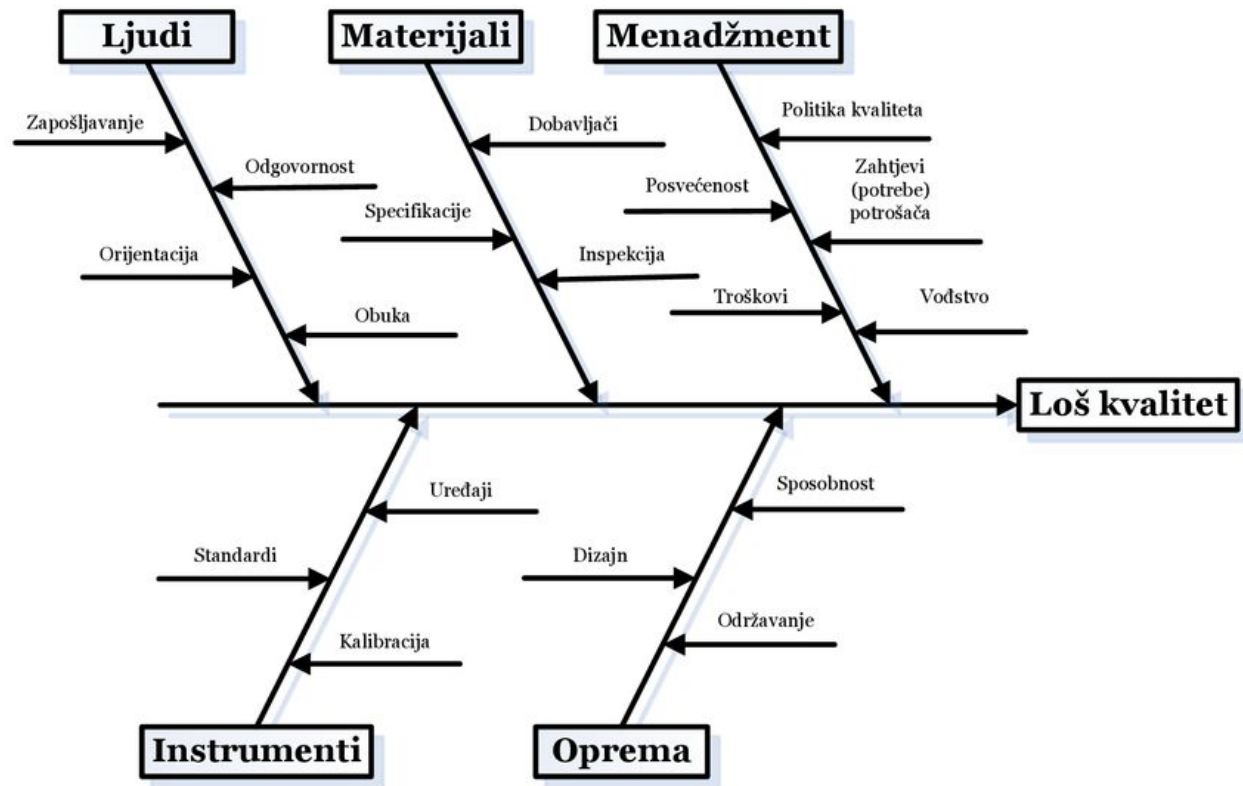 Ljudi
Materijali
Menadžment
Zapošljavanje
Odgovornost
Orijentacija
Obuka
Dobavljači
Specifikacije
Inspekcija
Politika kvaliteta
Posvećenost
Zahtjevi
(potrebe)
potrošača
Troškovi
Vođstvo
Loš kvalitet
Uređaji
Standardi
Kalibracija
Sposobnost
Dizajn
Održavanje
Instrumenti
Oprema